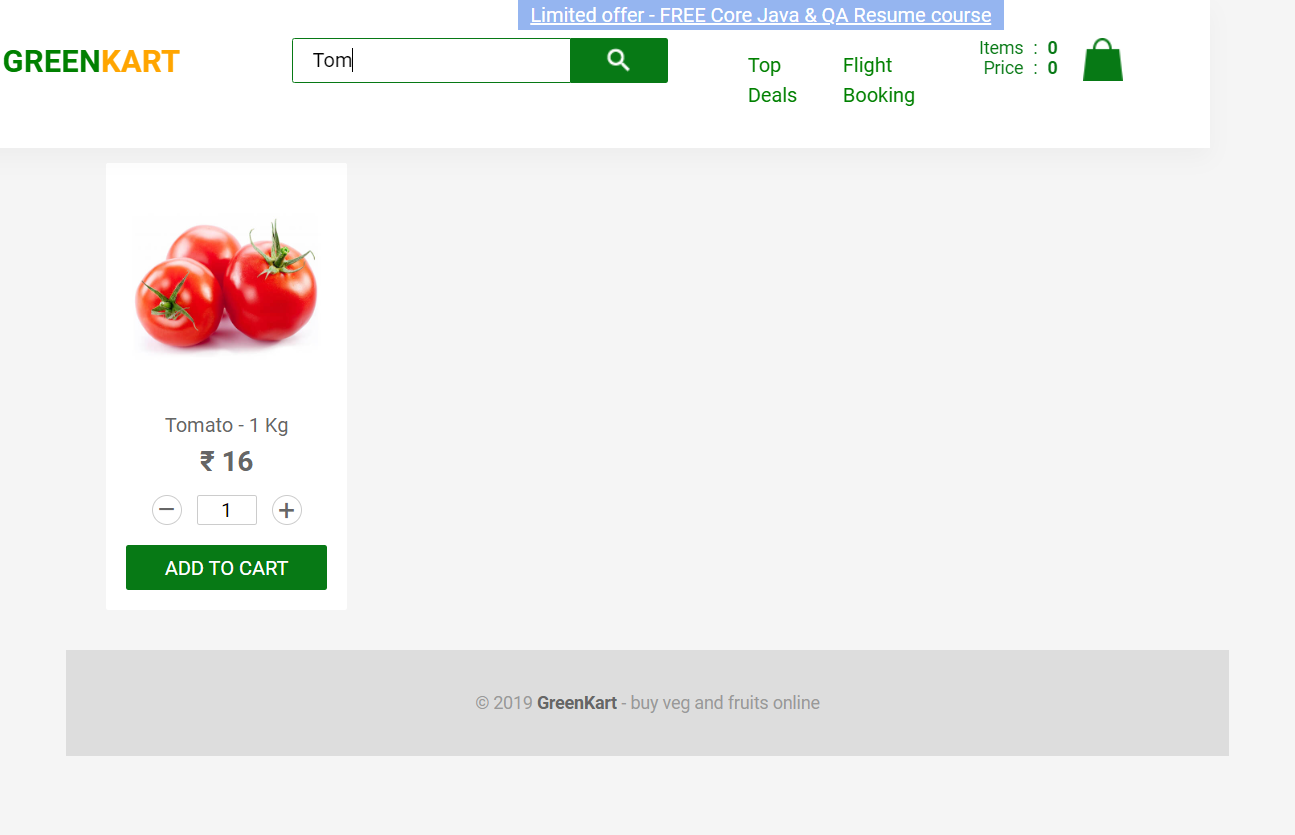 Limited offer - FREE Core Java & QA Resume course
GREENKART
Tom
Top
Deals
Flight
Booking
Items : 0
Price : 0
Tomato - 1 Kg
₹ 16
1
ADD TO CART
© 2019 GreenKart - buy veg and fruits online